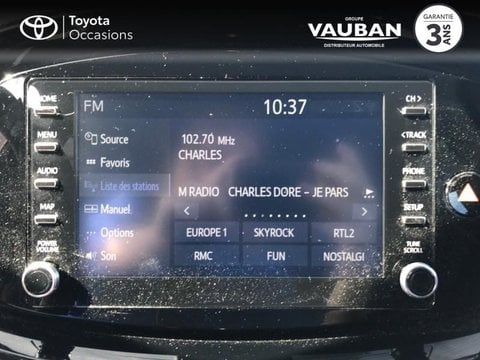 Toyota
Occasions
GROUPE
VAUBAN
DISTRIBUTEUR AUTOMOBILE
GARANTIE
3 ANS
HOME
MENU
AUDIO
MAP
POWER
VOLUME
FM
10:37
Source
Favoris
Liste des stations
Manuel
Options
Son
102.70 MHz
CHARLES
M RADIO CHARLES DORE – JE PARS
EUROPE 1
SKYROCK
RTL2
RMC
FUN
NOSTALGI
CH >
< TRACK
PHONE
SETUP
TUNE
SCROLL